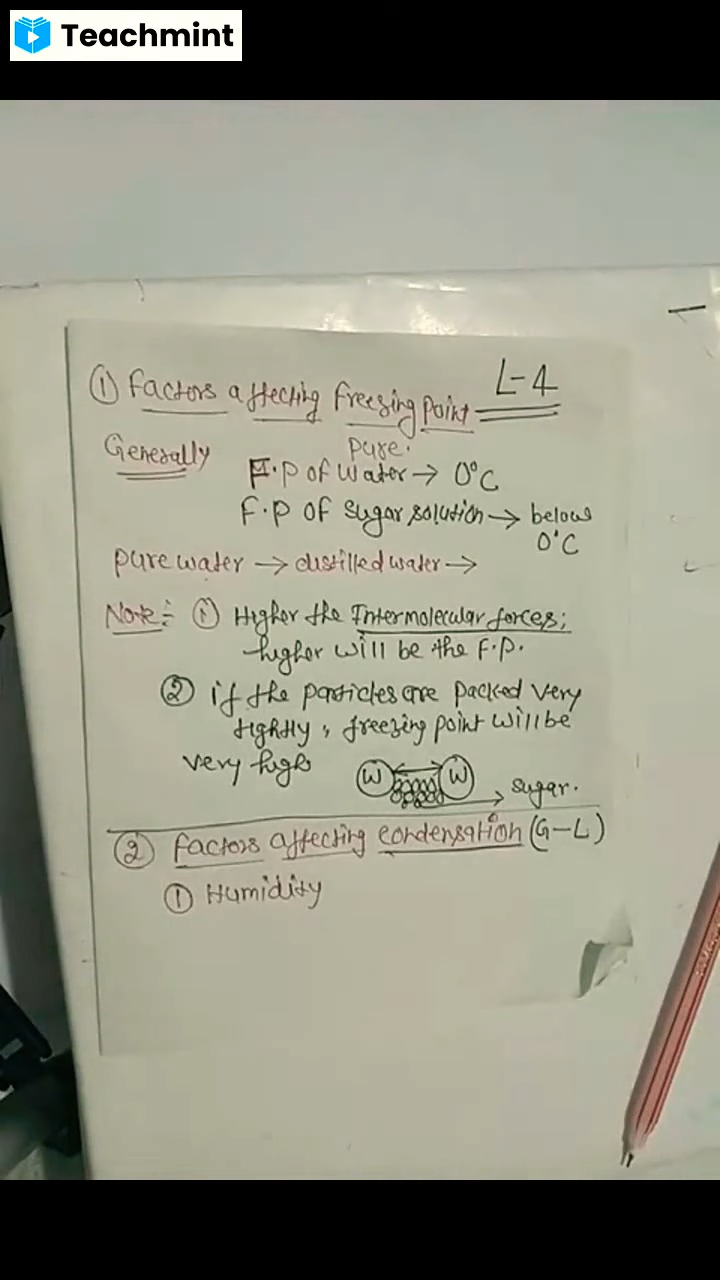 Teachmint
L-4
① Factors affecting freezing point
Generally
pure.
F.p of water → 0°C
F.p of sugar solution → below
0°C
pure water → distilled water →
Note:- ① Higher the Intermolecular forces;
higher will be the F.p.
② if the particles are packed very
tightly, freezing point will be
very high
W W
sugar.
② factors affecting condensation (G-L)
① Humidity